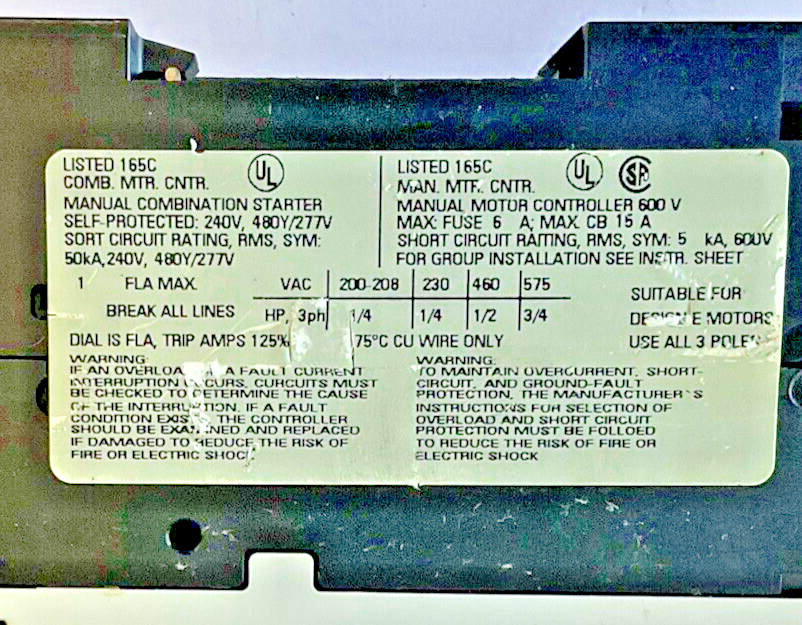 LISTED 165C
COMB. MTR. CNTR.
UL
MANUAL COMBINATION STARTER
SELF-PROTECTED: 240V, 480Y/277V
SORT CIRCUIT RATING, RMS, SYM:
50kA,240V, 480Y/277V
LISTED 165C
MAN. MTR. CNTR.
UL
MANUAL MOTOR CONTROLLER 600 V
MAX: FUSE 6 A; MAX. CB 15 A
SHORT CIRCUIT RAITING, RMS, SYM: 5 kA, 600V
FOR GROUP INSTALLATION SEE INSTR. SHEET
1 FLA MAX.
BREAK ALL LINES
VAC 200-208 230 460 575
HP, 3ph 1/4 1/4 1/2 3/4
SUITABLE FOR
DESIGN E MOTORS
USE ALL 3 POLES
DIAL IS FLA, TRIP AMPS 125%
75°C CU WIRE ONLY
WARNING:
IF AN OVERLOAD A FAULT CURRENT
INTERRUPTION OCCURS, CURCUITS MUST
BE CHECKED TO DETERMINE THE CAUSE
OF THE INTERRUPTION. IF A FAULT
CONDITION EXISTS, THE CONTROLLER
SHOULD BE EXAMINED AND REPLACED
IF DAMAGED TO REDUCE THE RISK OF
FIRE OR ELECTRIC SHOCK
WARNING:
TO MAINTAIN OVERCURRENT, SHORT-
CIRCUIT, AND GROUND-FAULT
PROTECTION, THE MANUFACTURER`S
INSTRUCTIONS FOR SELECTION OF
OVERLOAD AND SHORT CIRCUIT
PROTECTION MUST BE FOLLOED
TO REDUCE THE RISK OF FIRE OR
ELECTRIC SHOCK